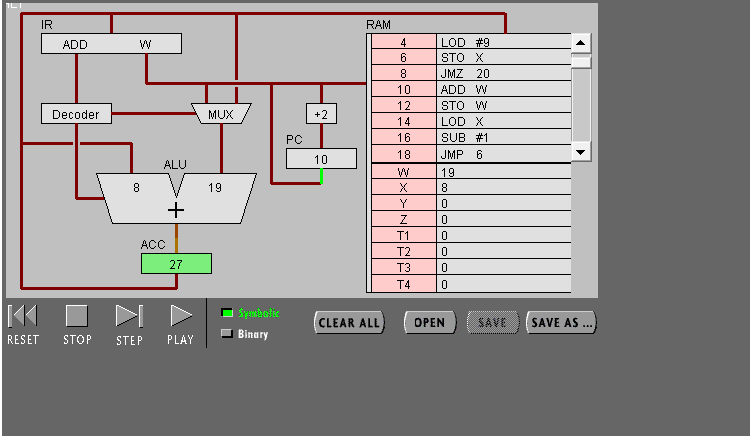 IR
RAM
ADD W
4 LOD #9
6 STO X
8 JMZ 20
10 ADD W
12 STO W
14 LOD X
16 SUB #1
18 JMP 6
Decoder
MUX
+2
PC
10
ALU
8 19
+
ACC
27
W 19
X 8
Y 0
Z 0
T1 0
T2 0
T3 0
T4 0
RESET STOP STEP PLAY
Symbolic
Binary
CLEAR ALL OPEN SAVE SAVE AS ...